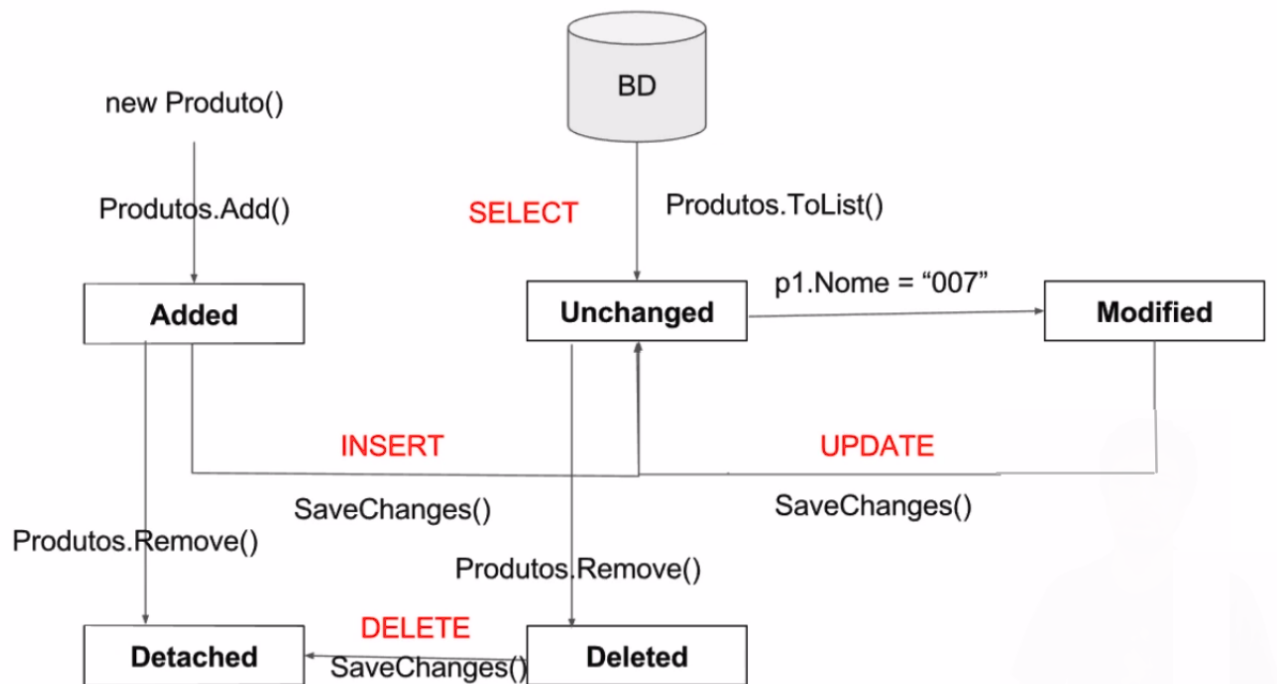 BD
new Produto()
Produtos.Add()
SELECT
Produtos.ToList()
p1.Nome = “007”
Added
Unchanged
Modified
INSERT
UPDATE
SaveChanges()
SaveChanges()
Produtos.Remove()
Produtos.Remove()
DELETE
SaveChanges()
Detached
Deleted